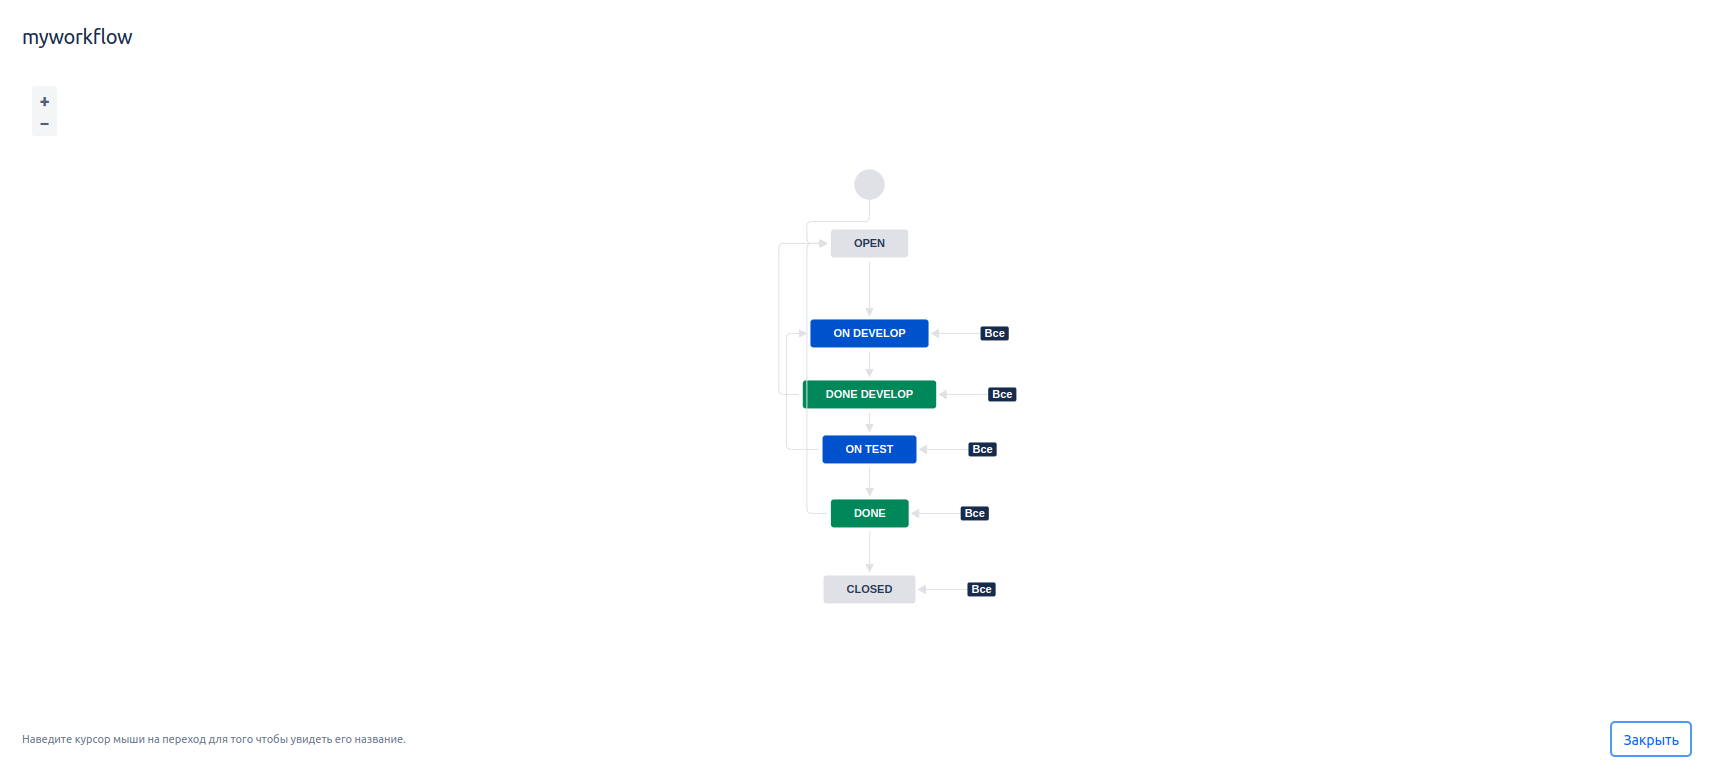 myworkflow
+
−
OPEN
ON DEVELOP
Все
DONE DEVELOP
Все
ON TEST
Все
DONE
Все
CLOSED
Все
Наведите курсор мыши на переход для того чтобы увидеть его название.
Закрыть